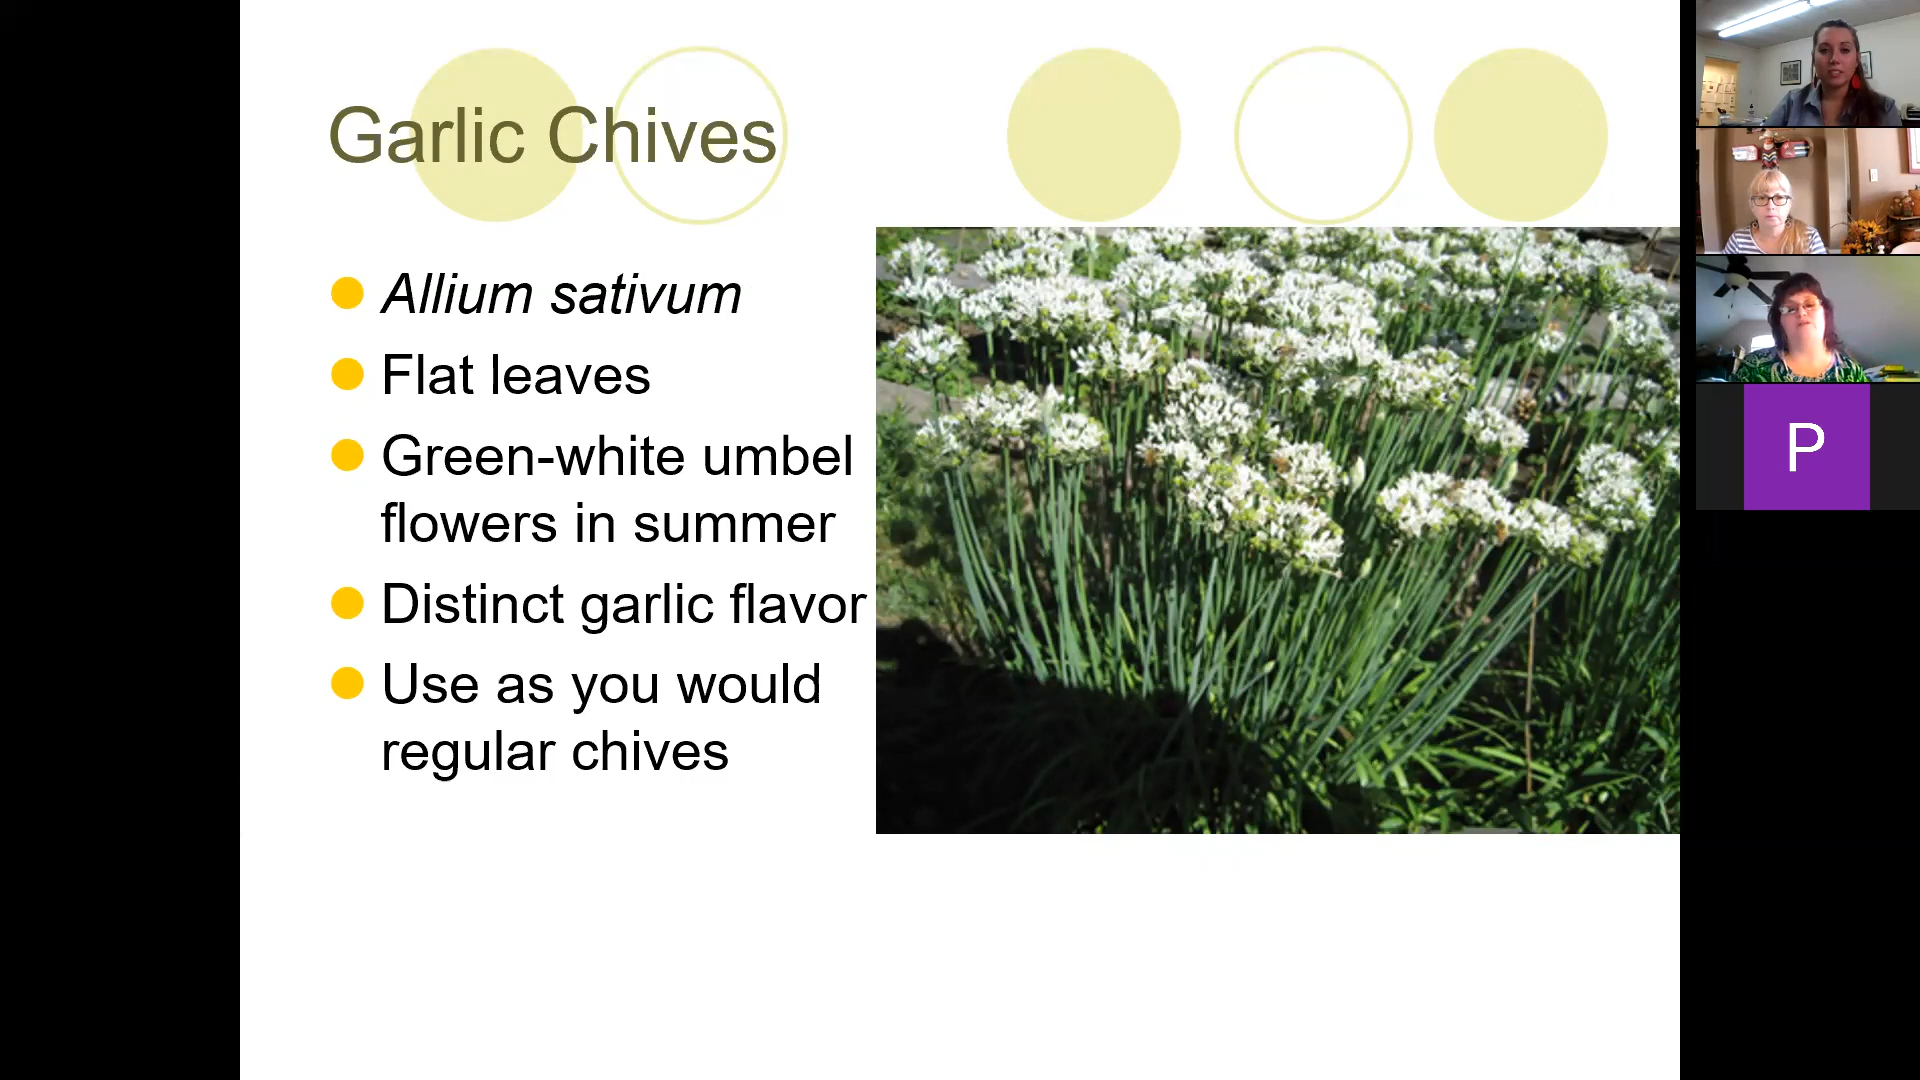 Garlic Chives
Allium sativum
Flat leaves
Green-white umbel
flowers in summer
Distinct garlic flavor
Use as you would
regular chives
P